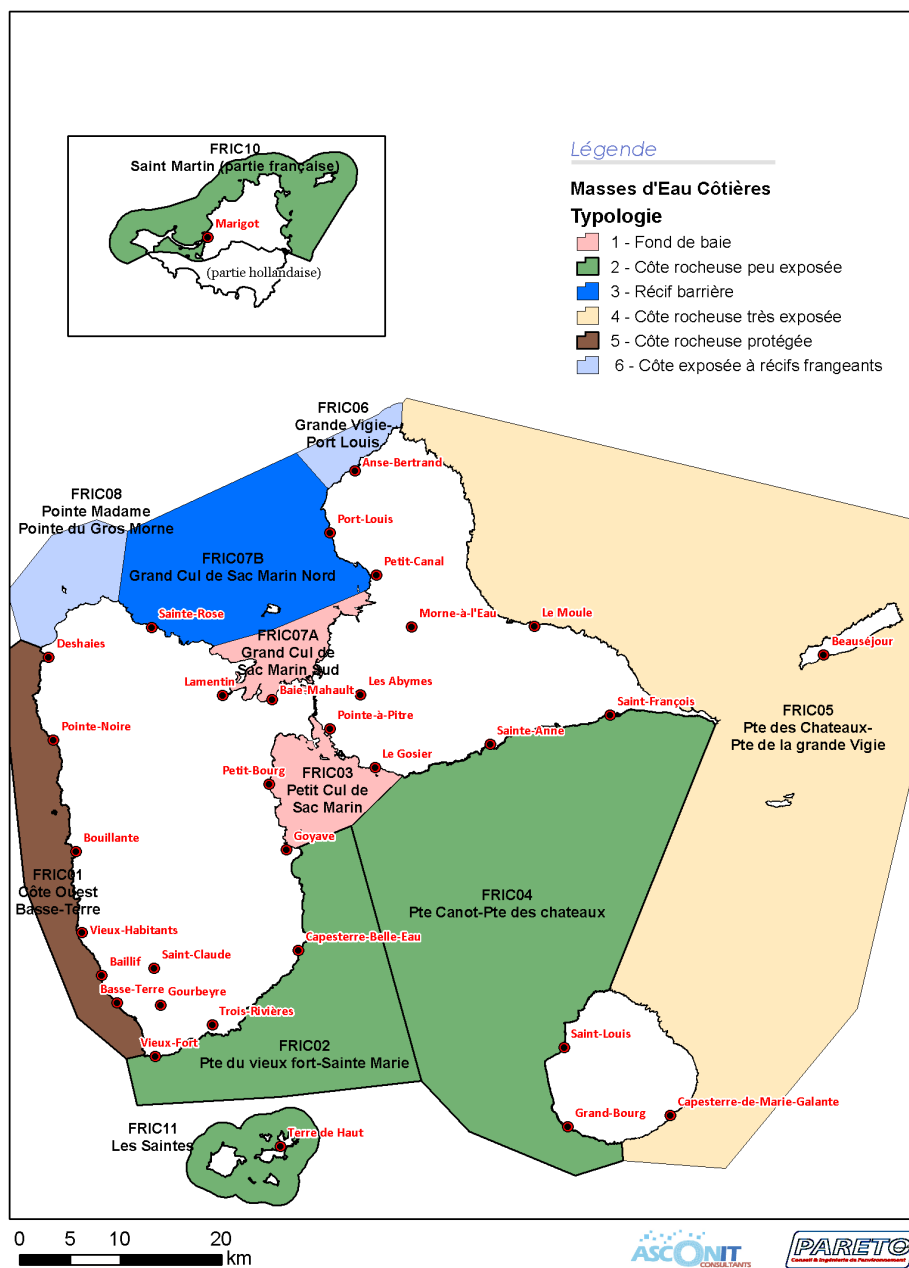 FRIC10
Saint Martin (partie française)
Marigot
(partie hollandaise)
Légende
Masses d'Eau Côtières
Typologie
1 - Fond de baie
2 - Côte rocheuse peu exposée
3 - Récif barrière
4 - Côte rocheuse très exposée
5 - Côte rocheuse protégée
6 - Côte exposée à récifs frangeants
FRIC06
Grande Vigie-
Port Louis
Anse-Bertrand
FRIC08
Pointe Madame
Pointe du Gros Morne
Port-Louis
FRIC07B
Grand Cul de Sac Marin Nord
Petit-Canal
Sainte-Rose
Morne-à-l'Eau
Le Moule
FRIC07A
Grand Cul de
Sac Marin Sud
Deshaies
Beauséjour
Lamentin
Baie-Mahault
Les Abymes
Pointe-à-Pitre
Saint-François
Sainte-Anne
FRIC05
Pte des Chateaux-
Pte de la grande Vigie
Pointe-Noire
Le Gosier
Petit-Bourg
FRIC03
Petit Cul de
Sac Marin
Goyave
Bouillante
FRIC01
Côte Ouest
Basse-Terre
FRIC04
Pte Canot-Pte des chateaux
Vieux-Habitants
Capesterre-Belle-Eau
Saint-Claude
Baillif
Basse-Terre
Gourbeyre
Trois-Rivières
Vieux-Fort
FRIC02
Pte du vieux fort-Sainte Marie
Saint-Louis
Capesterre-de-Marie-Galante
Grand-Bourg
FRIC11
Les Saintes
Terre de Haut
0 5 10 20
km
ASCONIT
CONSULTANTS
PARETO
Conseil & Ingénierie de l'environnement